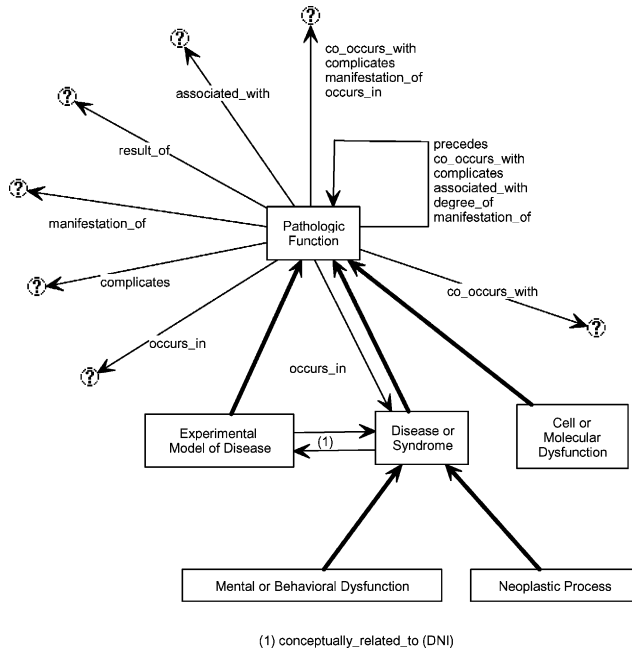 ?
co_occurs_with
complicates
manifestation_of
occurs_in
?
associated_with
?
result_of
precedes
co_occurs_with
complicates
associated_with
degree_of
manifestation_of
?
manifestation_of
Pathologic
Function
?
complicates
co_occurs_with
?
occurs_in
?
occurs_in
Experimental
Model of Disease
(1)
Disease or
Syndrome
Cell or
Molecular
Dysfunction
Mental or Behavioral Dysfunction
Neoplastic Process
(1) conceptually_related_to (DNI)